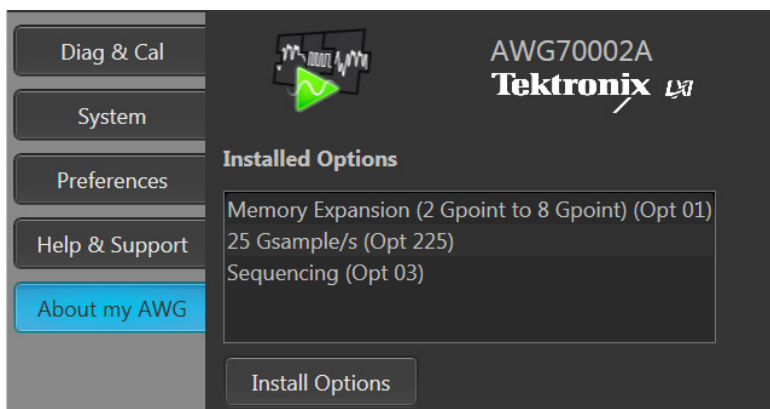 Diag & Cal
System
Preferences
Help & Support
About my AWG
AWG70002A
Tektronix
Installed Options
Memory Expansion (2 Gpoint to 8 Gpoint) (Opt 01)
25 Gsample/s (Opt 225)
Sequencing (Opt 03)
Install Options